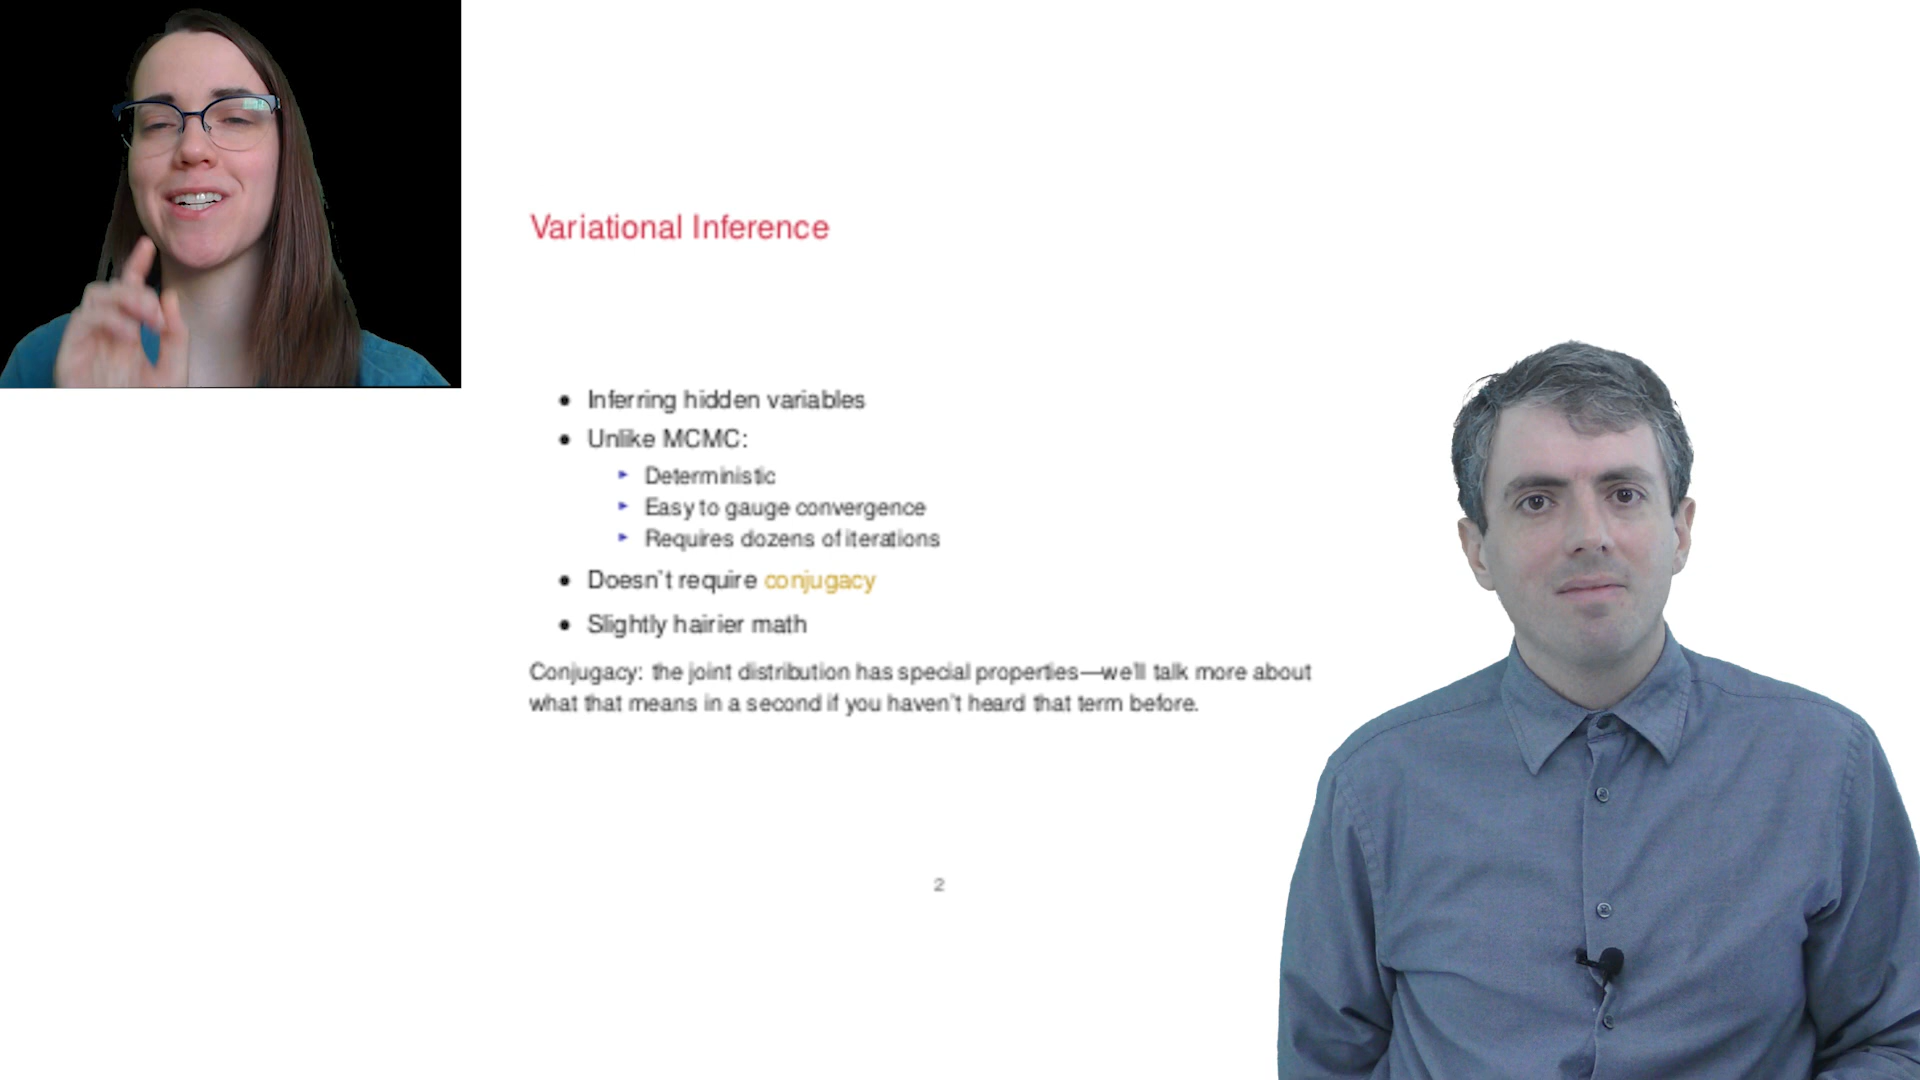 Variational Inference
• Inferring hidden variables
• Unlike MCMC:
▶ Deterministic
▶ Easy to gauge convergence
▶ Requires dozens of iterations
• Doesn't require conjugacy
• Slightly hairier math
Conjugacy: the joint distribution has special properties—we'll talk more about
what that means in a second if you haven't heard that term before.
2